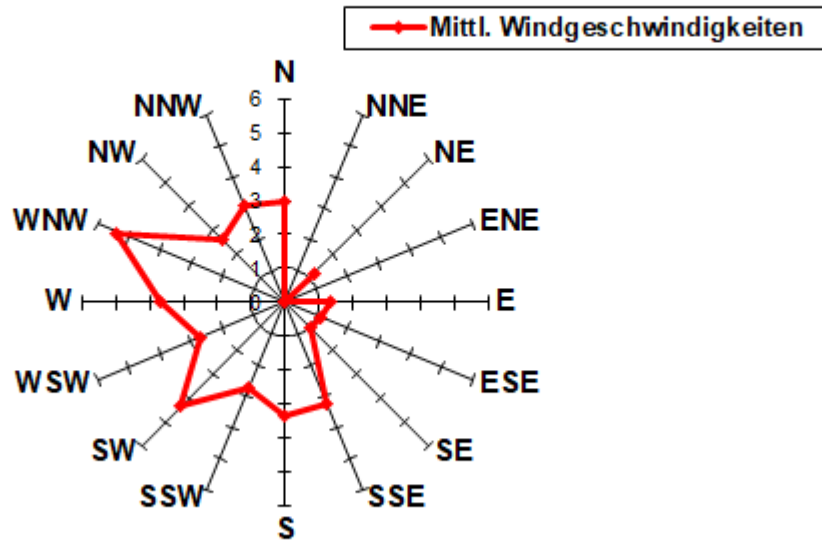 Mittl. Windgeschwindigkeiten
N
NNW
6
NNE
5
NW
4
NE
3
WNW
2
ENE
1
W
0
E
WSW
ESE
SW
SE
SSW
SSE
S